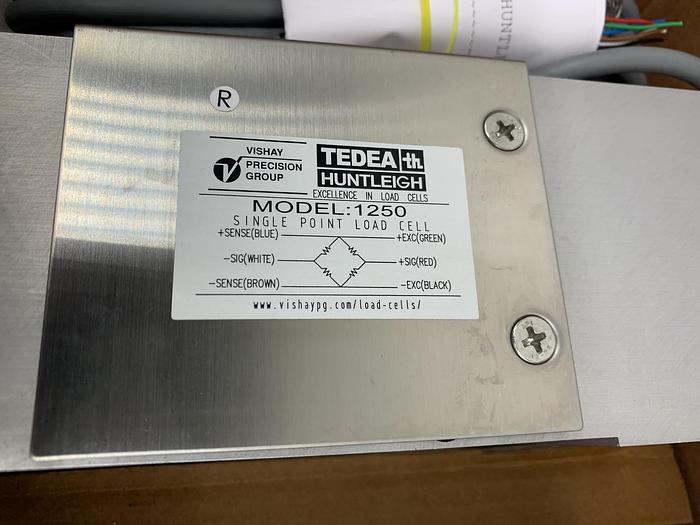 HUNTL
R
VISHAY
PRECISION
GROUP
TEDEA th.
HUNTLEIGH
EXCELLENCE IN LOAD CELLS
MODEL:1250
SINGLE POINT LOAD CELL
+SENSE(BLUE) +EXC(GREEN)
-SIG(WHITE) +SIG(RED)
-SENSE(BROWN) -EXC(BLACK)
www.vishaypg.com/load-cells/